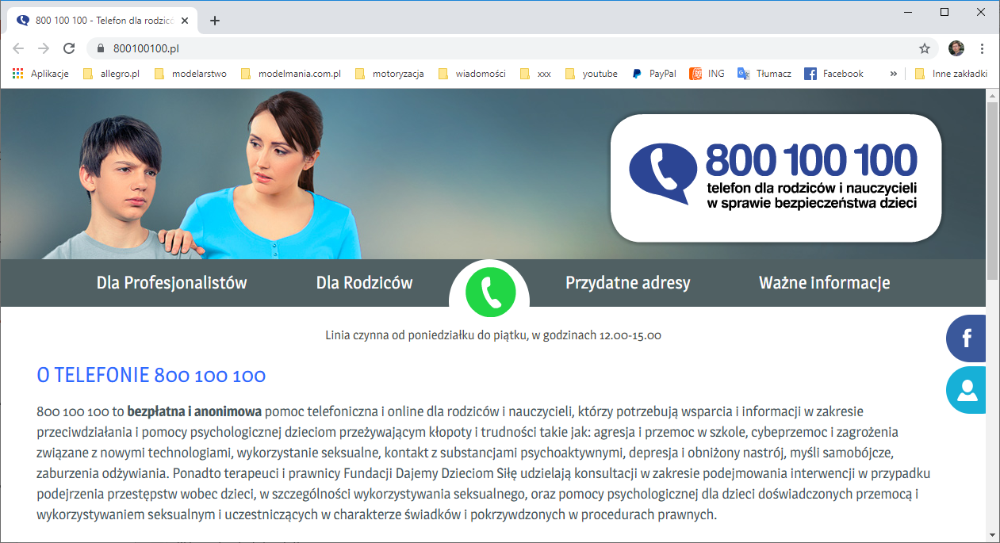 800 100 100 - Telefon dla rodzicó
800100100.pl
Aplikacje allegro.pl modelarstwo modelmania.com.pl motoryzacja wiadomości xxx youtube PayPal ING Tłumacz Facebook » Inne zakładki
800 100 100
telefon dla rodziców i nauczycieli
w sprawie bezpieczeństwa dzieci
Dla Profesjonalistów Dla Rodziców Przydatne adresy Ważne informacje
Linia czynna od poniedziałku do piątku, w godzinach 12.00-15.00
O TELEFONIE 800 100 100
800 100 100 to bezpłatna i anonimowa pomoc telefoniczna i online dla rodziców i nauczycieli, którzy potrzebują wsparcia i informacji w zakresie
przeciwdziałania i pomocy psychologicznej dzieciom przeżywającym kłopoty i trudności takie jak: agresja i przemoc w szkole, cybeprzemoc i zagrożenia
związane z nowymi technologiami, wykorzystanie seksualne, kontakt z substancjami psychoaktywnymi, depresja i obniżony nastrój, myśli samobójcze,
zaburzenia odżywiania. Ponadto terapeuci i prawnicy Fundacji Dajemy Dzieciom Siłę udzielają konsultacji w zakresie podejmowania interwencji w przypadku
podejrzenia przestępstw wobec dzieci, w szczególności wykorzystywania seksualnego, oraz pomocy psychologicznej dla dzieci doświadczonych przemocą i
wykorzystywaniem seksualnym i uczestniczących w charakterze świadków i pokrzywdzonych w procedurach prawnych.